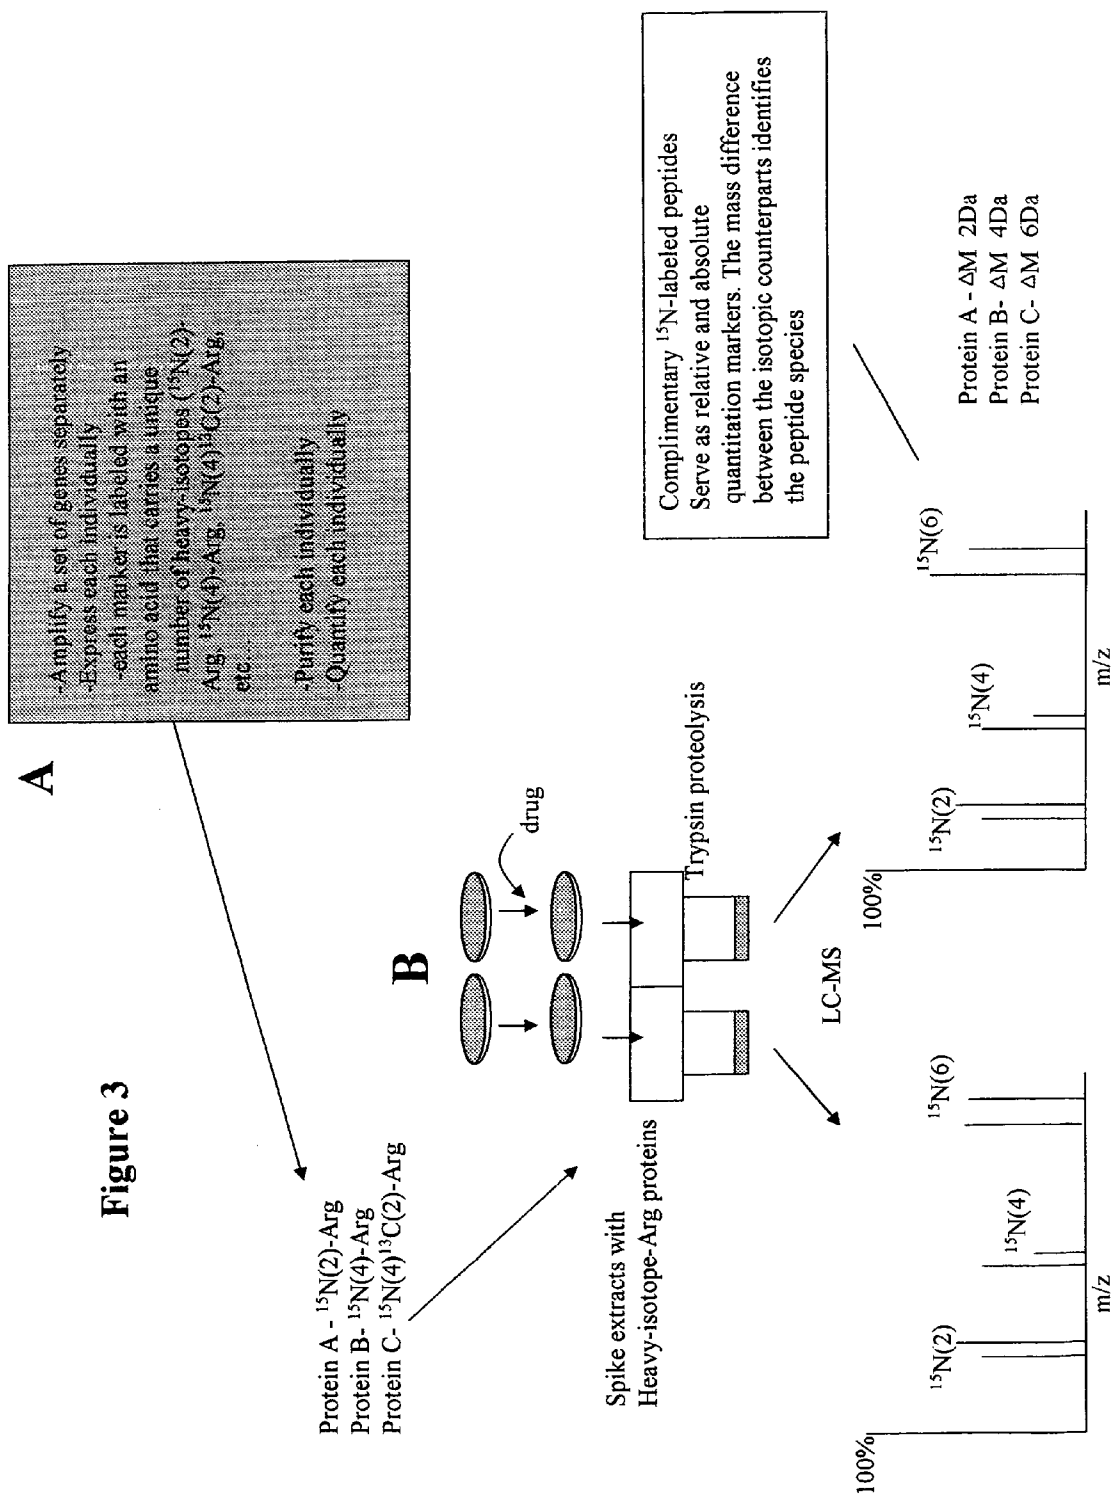 Figure 3
A
-Amplify a set of genes separately
-Express each individually
-each marker is labeled with an
amino acid that carries a unique
number of heavy-isotopes (¹⁵N(2)-
Arg, ¹⁵N(4)-Arg, ¹⁵N(4)¹³C(2)-Arg,
etc....
-Purify each individually
-Quantify each individually
Protein A - ¹⁵N(2)-Arg
Protein B- ¹⁵N(4)-Arg
Protein C- ¹⁵N(4)¹³C(2)-Arg
B
drug
Spike extracts with
Heavy-isotope-Arg proteins
Trypsin proteolysis
LC-MS
Complimentary ¹⁵N-labeled peptides
Serve as relative and absolute
quantitation markers. The mass difference
between the isotopic counterparts identifies
the peptide species
100%
¹⁵N(2)
¹⁵N(4)
¹⁵N(6)
m/z
100%
¹⁵N(2)
¹⁵N(4)
¹⁵N(6)
m/z
Protein A - ΔM 2Da
Protein B- ΔM 4Da
Protein C- ΔM 6Da